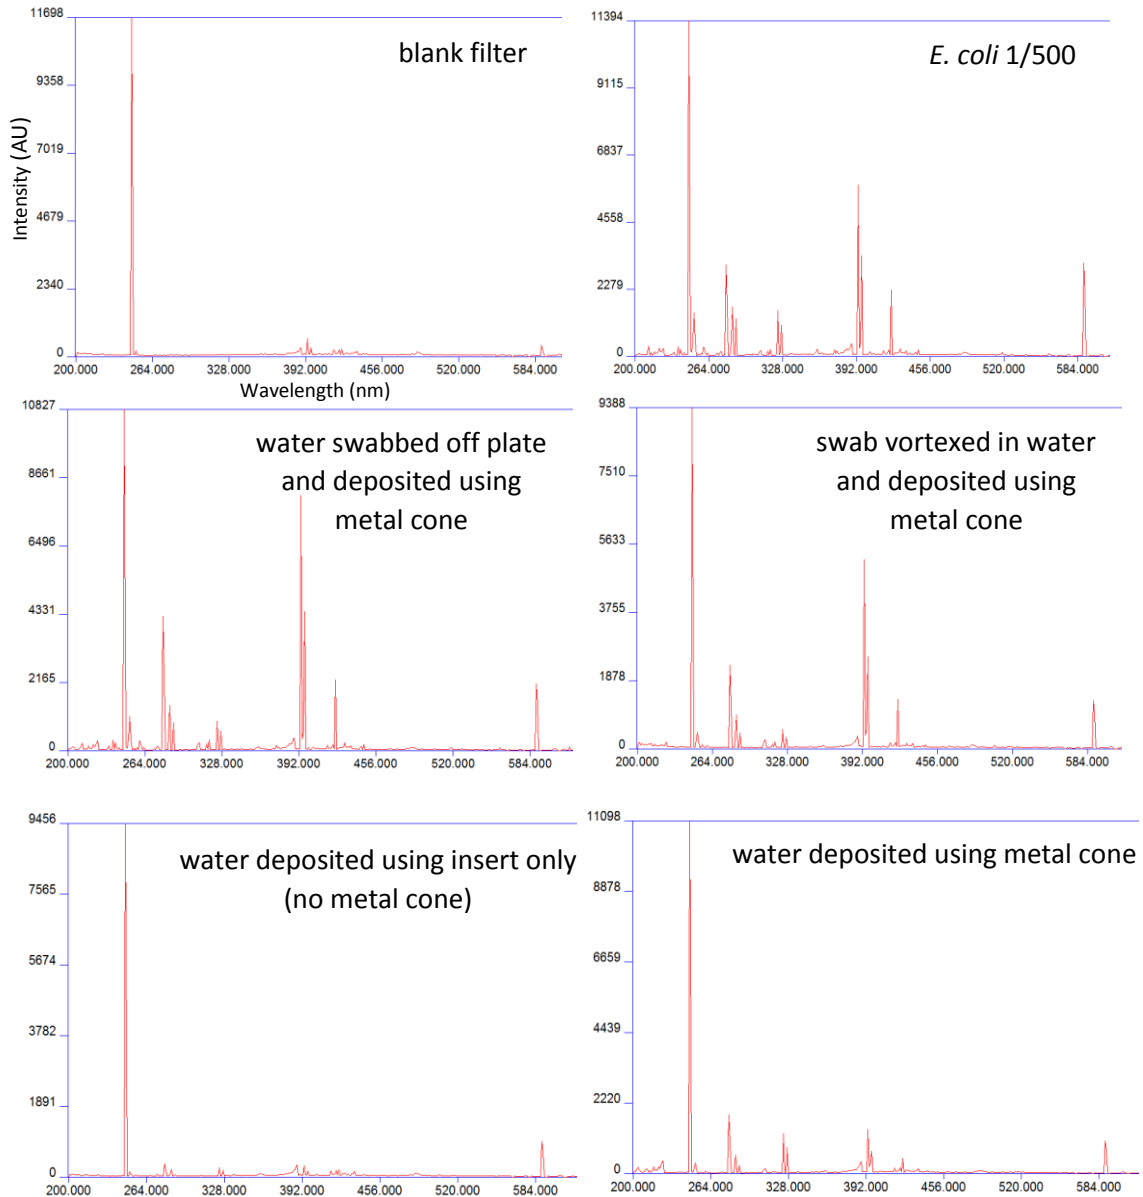 11698
9358
7019
4679
2340
0
Intensity (AU)
blank filter
200.000 264.000 328.000 392.000 456.000 520.000 584.000
Wavelength (nm)
11394
9115
6837
4558
2279
0
E. coli 1/500
200.000 264.000 328.000 392.000 456.000 520.000 584.000
10827
8661
6496
4331
2165
0
water swabbed off plate
and deposited using
metal cone
200.000 264.000 328.000 392.000 456.000 520.000 584.000
9388
7510
5633
3755
1878
0
swab vortexed in water
and deposited using
metal cone
200.000 264.000 328.000 392.000 456.000 520.000 584.000
9456
7565
5674
3782
1891
0
water deposited using insert only
(no metal cone)
200.000 264.000 328.000 392.000 456.000 520.000 584.000
11098
8878
6659
4439
2220
0
water deposited using metal cone
200.000 264.000 328.000 392.000 456.000 520.000 584.000